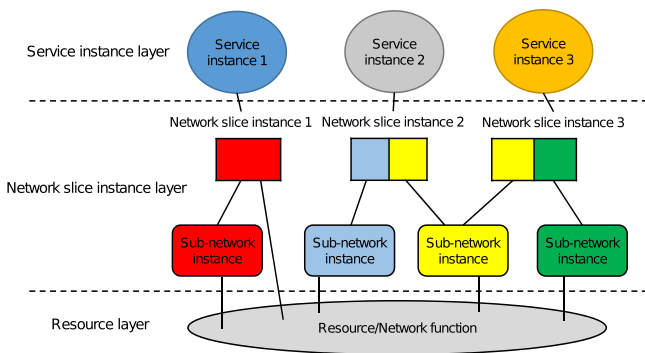 Service instance layer
Service
instance 1
Service
instance 2
Service
instance 3
Network slice instance 1
Network slice instance 2
Network slice instance 3
Network slice instance layer
Sub-network
instance
Sub-network
instance
Sub-network
instance
Sub-network
instance
Resource layer
Resource/Network function